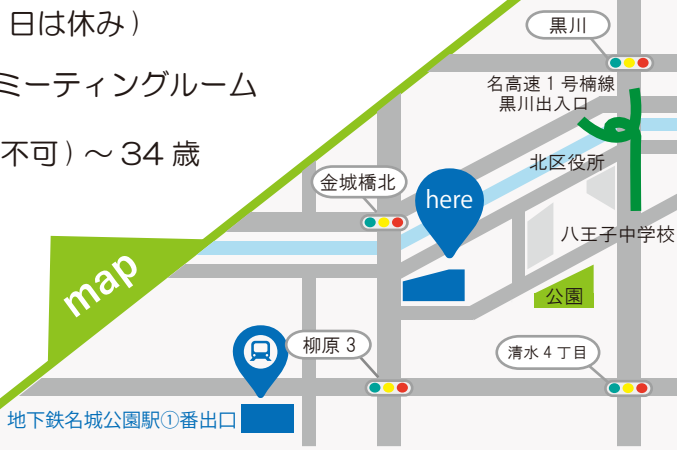 日は休み)
ミーティングルーム
不可)～34 歳
map
黒川
名高速 1 号楠線
黒川出入口
北区役所
金城橋北
here
八王子中学校
公園
柳原 3
清水 4 丁目
地下鉄名城公園駅①番出口